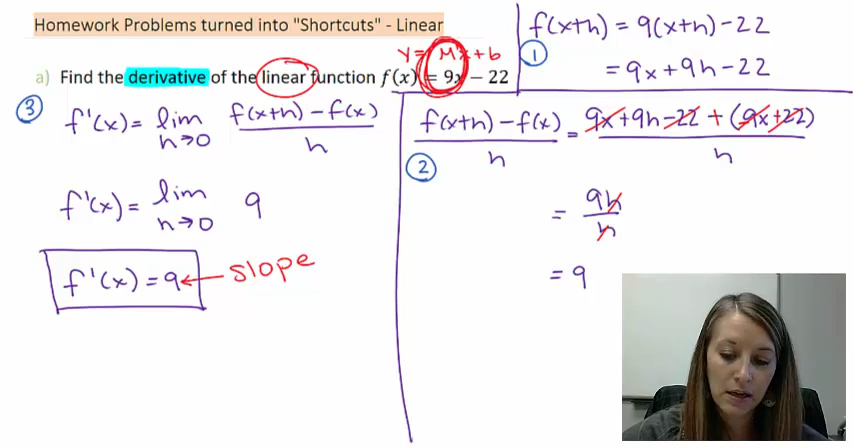 Homework Problems turned into "Shortcuts" - Linear
y = Mx + b
a) Find the derivative of the linear function f(x) = 9x − 22
① f(x+h) = 9(x+h) − 22
= 9x + 9h − 22
③ f'(x) = lim h→0 f(x+h) − f(x) / h
f'(x) = lim h→0 9
f'(x) = 9 ← slope
② f(x+h) − f(x) / h = 9x + 9h − 22 + (−9x + 22) / h
= 9h / h
= 9